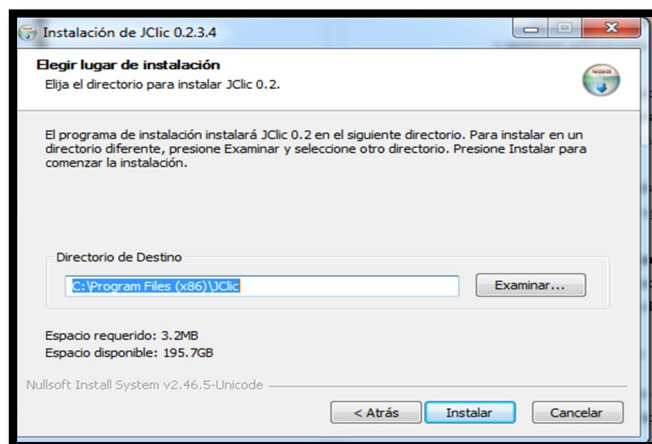 Instalación de JClic 0.2.3.4
Elegir lugar de instalación
Elija el directorio para instalar JClic 0.2.
El programa de instalación instalará JClic 0.2 en el siguiente directorio. Para instalar en un
directorio diferente, presione Examinar y seleccione otro directorio. Presione Instalar para
comenzar la instalación.
Directorio de Destino
C:\Program Files (x86)\JClic
Examinar...
Espacio requerido: 3.2MB
Espacio disponible: 195.7GB
Nullsoft Install System v2.46.5-Unicode
< Atrás Instalar Cancelar